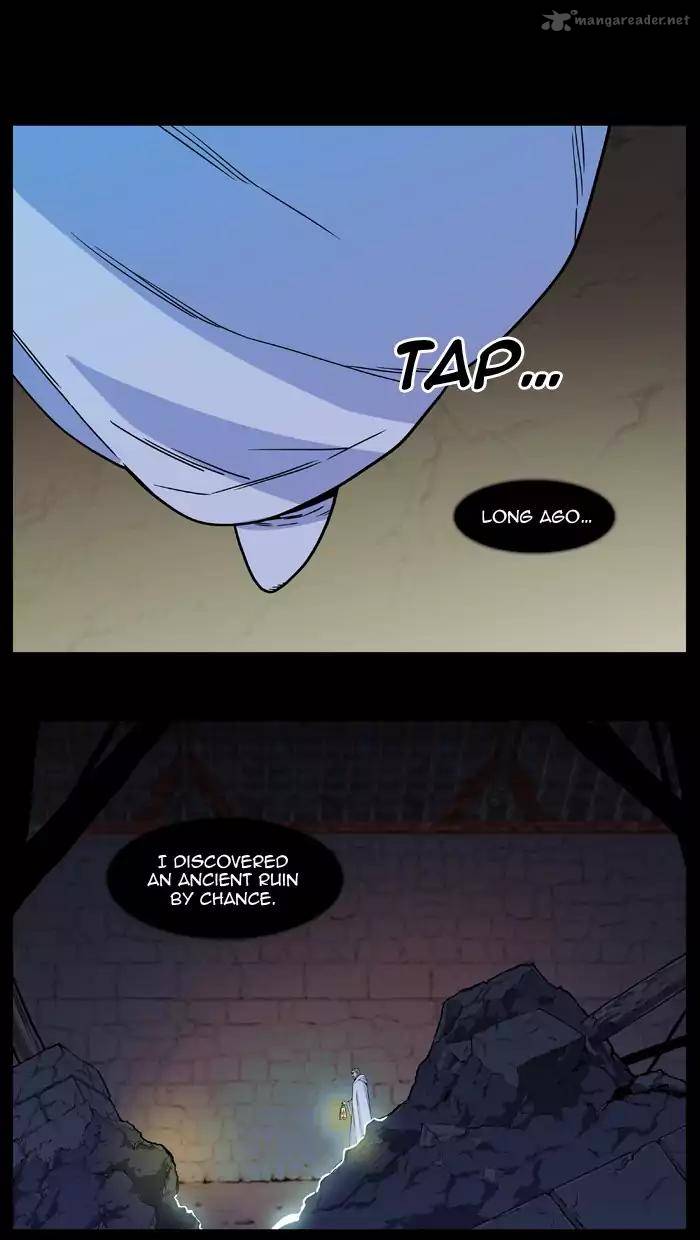 mangareader.net
TAP...
LONG AGO...
I DISCOVERED
AN ANCIENT RUIN
BY CHANCE.